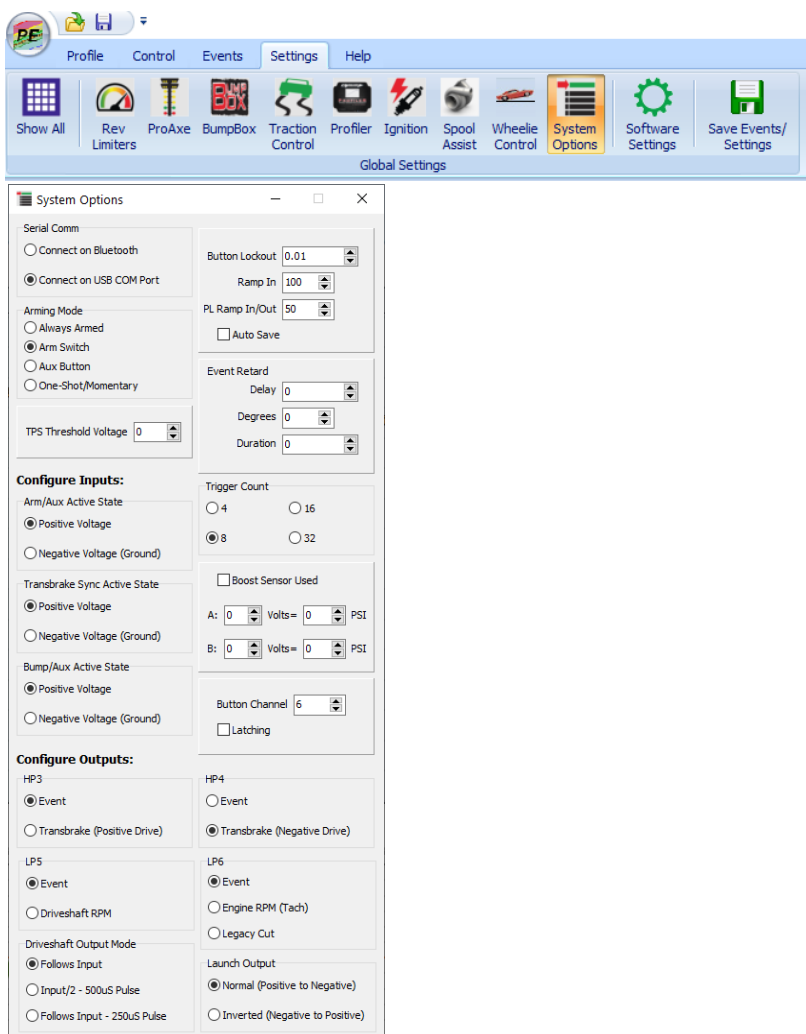 PE
Profile Control Events Settings Help
Show All
Rev Limiters
ProAxe
BUMP BOX
BumpBox
Traction Control
Profiler
Ignition
Spool Assist
Wheelie Control
System Options
Software Settings
Save Events/ Settings
Global Settings
System Options
Serial Comm
Connect on Bluetooth
Connect on USB COM Port
Arming Mode
Always Armed
Arm Switch
Aux Button
One-Shot/Momentary
TPS Threshold Voltage 0
Configure Inputs:
Arm/Aux Active State
Positive Voltage
Negative Voltage (Ground)
Transbrake Sync Active State
Positive Voltage
Negative Voltage (Ground)
Bump/Aux Active State
Positive Voltage
Negative Voltage (Ground)
Button Lockout 0.01
Ramp In 100
PL Ramp In/Out 50
Auto Save
Event Retard
Delay 0
Degrees 0
Duration 0
Trigger Count
4 16
8 32
Boost Sensor Used
A: 0 Volts= 0 PSI
B: 0 Volts= 0 PSI
Button Channel 6
Latching
Configure Outputs:
HP3
Event
Transbrake (Positive Drive)
HP4
Event
Transbrake (Negative Drive)
LP5
Event
Driveshaft RPM
LP6
Event
Engine RPM (Tach)
Legacy Cut
Driveshaft Output Mode
Follows Input
Input/2 - 500uS Pulse
Follows Input - 250uS Pulse
Launch Output
Normal (Positive to Negative)
Inverted (Negative to Positive)